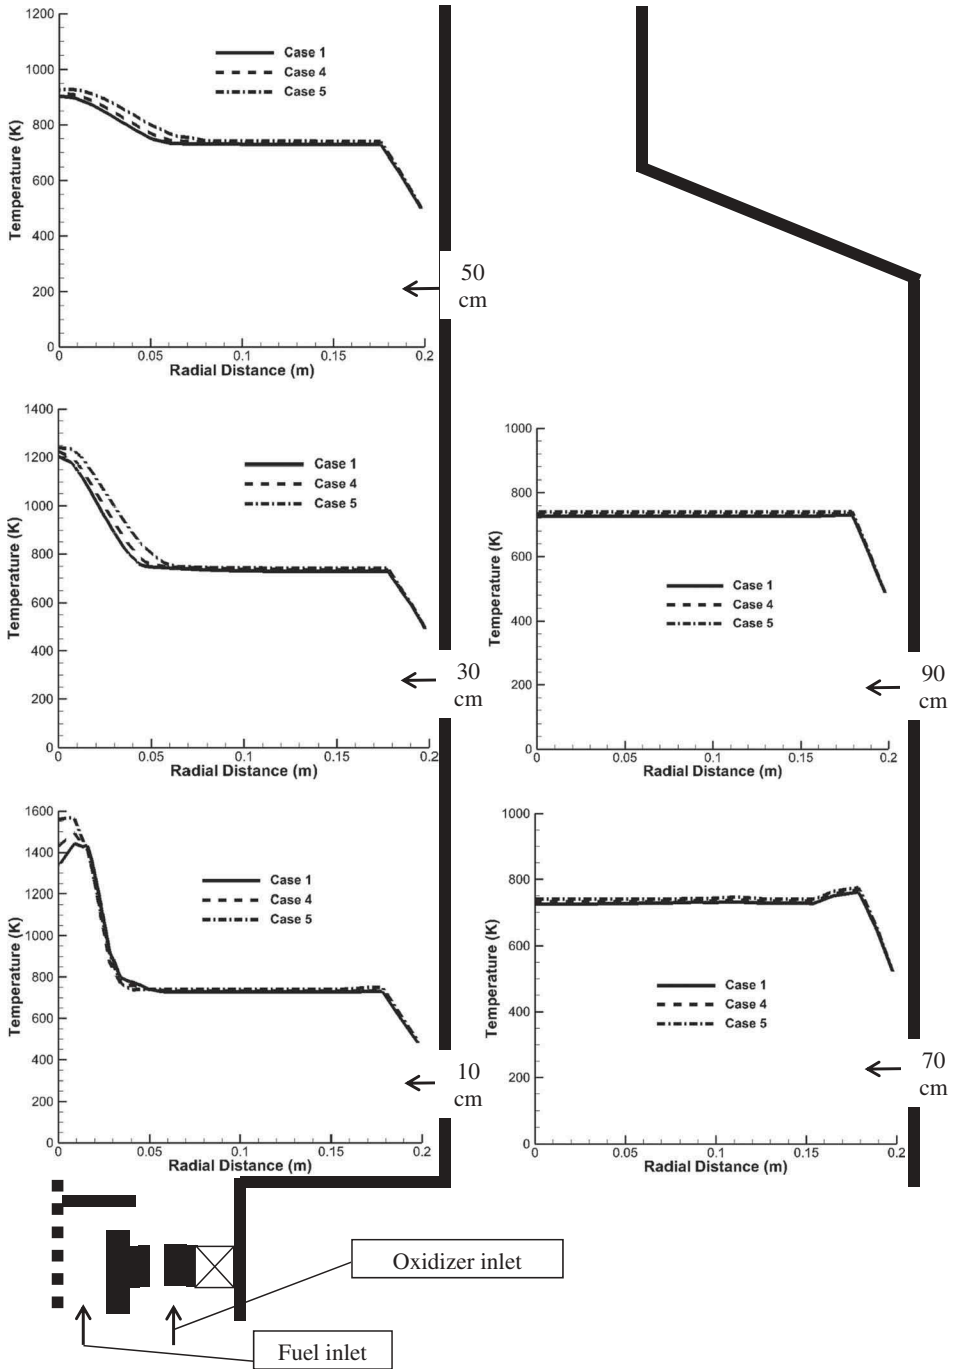 1200
1000
800
600
400
200
0
Temperature (K)
Case 1
Case 4
Case 5
0 0.05 0.1 0.15 0.2
Radial Distance (m)
50
cm
1400
1200
1000
800
600
400
200
0
Temperature (K)
Case 1
Case 4
Case 5
0 0.05 0.1 0.15 0.2
Radial Distance (m)
30
cm
1000
800
600
400
200
0
Temperature (K)
Case 1
Case 4
Case 5
0 0.05 0.1 0.15 0.2
Radial Distance (m)
90
cm
1600
1400
1200
1000
800
600
400
200
0
Temperature (K)
Case 1
Case 4
Case 5
0 0.05 0.1 0.15 0.2
Radial Distance (m)
10
cm
1000
800
600
400
200
0
Temperature (K)
Case 1
Case 4
Case 5
0 0.05 0.1 0.15 0.2
Radial Distance (m)
70
cm
Oxidizer inlet
Fuel inlet